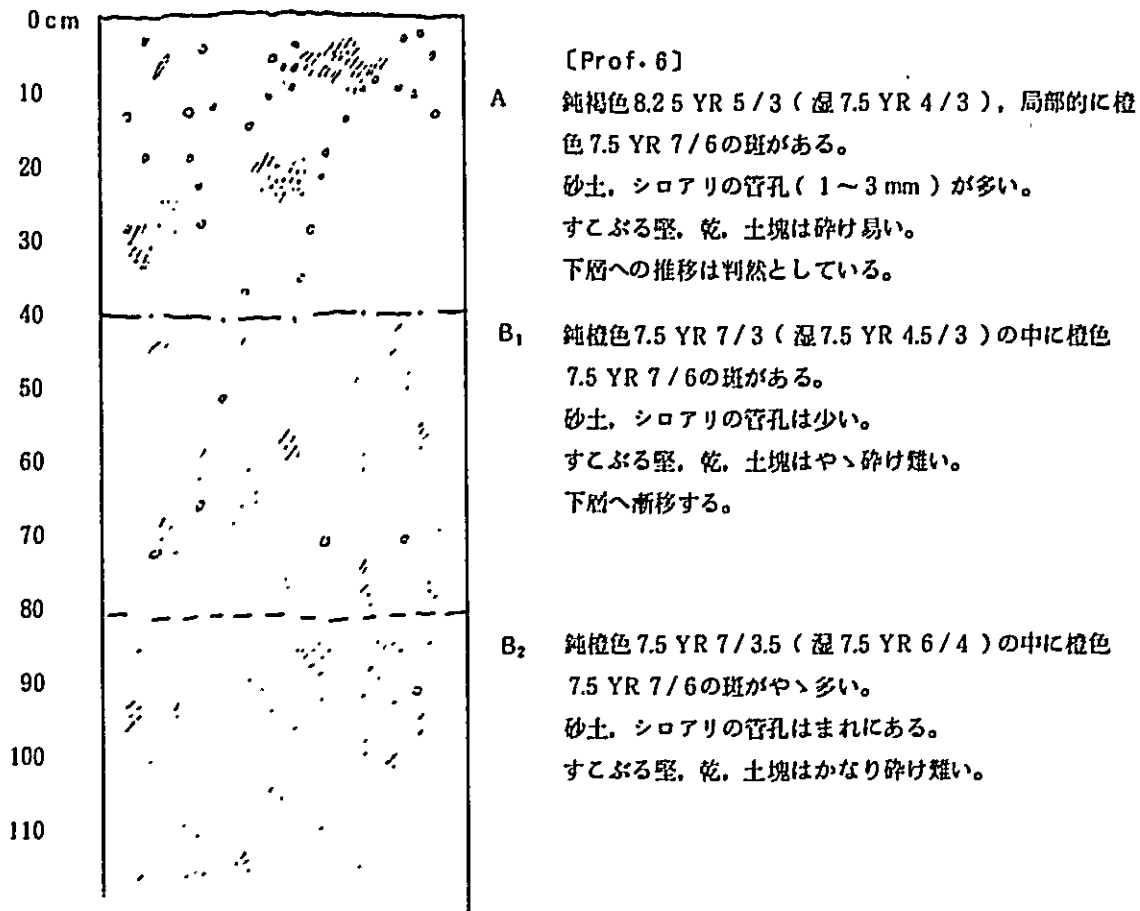 0cm
10
20
30
40
50
60
70
80
90
100
110
〔Prof. 6〕
A 鈍褐色8.25 YR 5/3 ( 湿7.5 YR 4/3 ), 局部的に橙
色7.5 YR 7/6の斑がある。
砂土, シロアリの管孔 ( 1～3 mm ) が多い。
すこぶる堅, 乾, 土塊は砕け易い。
下層への推移は判然としている。
B₁ 鈍橙色7.5 YR 7/3 ( 湿7.5 YR 4.5/3 ) の中に橙色
7.5 YR 7/6の斑がある。
砂土, シロアリの管孔は少い。
すこぶる堅, 乾, 土塊はやゝ砕け難い。
下層へ漸移する。
B₂ 鈍橙色7.5 YR 7/3.5 ( 湿7.5 YR 6/4 ) の中に橙色
7.5 YR 7/6の斑がやゝ多い。
砂土, シロアリの管孔はまれにある。
すこぶる堅, 乾, 土塊はかなり砕け難い。